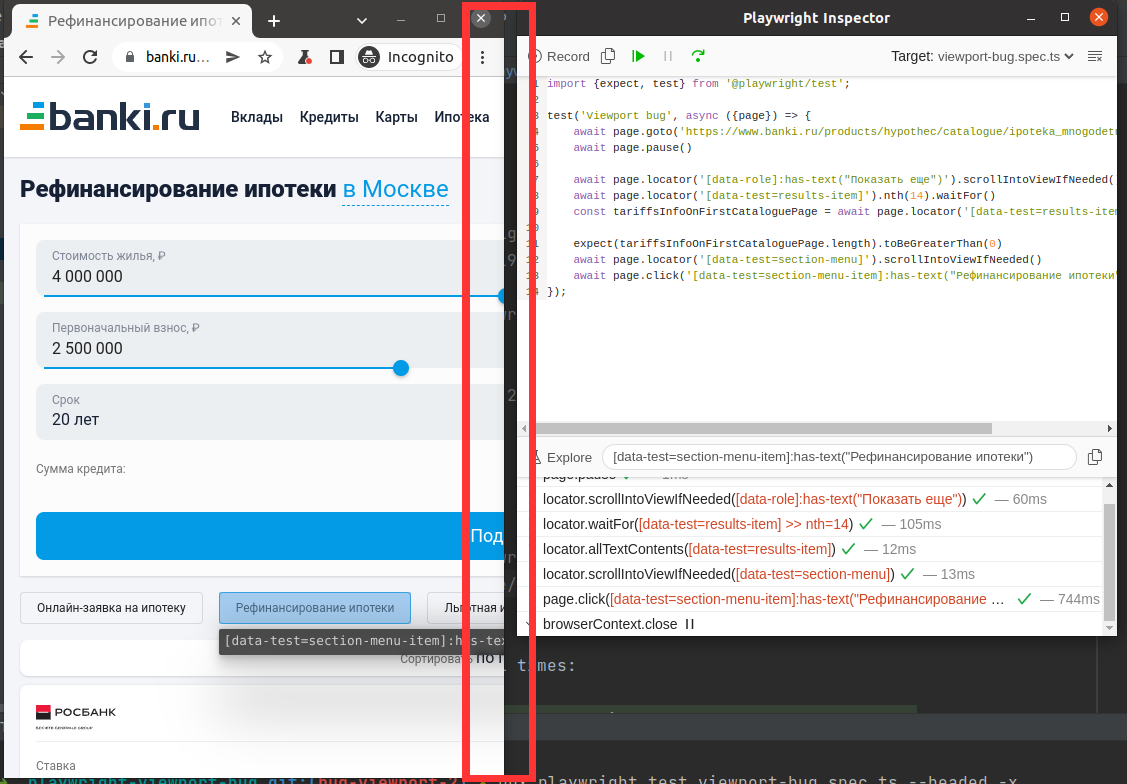 Рефинансирование ипот
banki.ru…
Incognito
banki.ru
Вклады Кредиты Карты Ипотека
Рефинансирование ипотеки в Москве
Стоимость жилья, ₽
4 000 000
Первоначальный взнос, ₽
2 500 000
Срок
20 лет
Сумма кредита:
Под
Онлайн-заявка на ипотеку
Рефинансирование ипотеки
Льготная и
[data-test=section-menu-item]:has-tex
Сортировать по п
РОСБАНК
SOCIETE GENERALE GROUP
Ставка
Playwright Inspector
Record
Target: viewport-bug.spec.ts
1 import {expect, test} from '@playwright/test';
2
3 test('Viewport bug', async ({page}) => {
4 await page.goto('https://www.banki.ru/products/hypothec/catalogue/ipoteka_mnogodetn
5 await page.pause()
6
7 await page.locator('[data-role]:has-text("Показать еще")').scrollIntoViewIfNeeded()
8 await page.locator('[data-test=results-item]').nth(14).waitFor()
9 const tariffsInfoOnFirstCataloguePage = await page.locator('[data-test=results-item
10
11 expect(tariffsInfoOnFirstCataloguePage.length).toBeGreaterThan(0)
12 await page.locator('[data-test=section-menu]').scrollIntoViewIfNeeded()
13 await page.click('[data-test=section-menu-item]:has-text("Рефинансирование ипотеки"
14 });
Explore
[data-test=section-menu-item]:has-text("Рефинансирование ипотеки")
page.pause — 1ms
locator.scrollIntoViewIfNeeded([data-role]:has-text("Показать еще")) — 60ms
locator.waitFor([data-test=results-item] >> nth=14) — 105ms
locator.allTextContents([data-test=results-item]) — 12ms
locator.scrollIntoViewIfNeeded([data-test=section-menu]) — 13ms
page.click([data-test=section-menu-item]:has-text("Рефинансирование … — 744ms
browserContext.close
times:
playwright-viewport-bug git:(bug-viewport-2) playwright test viewport-bug.spec.ts --headed -x